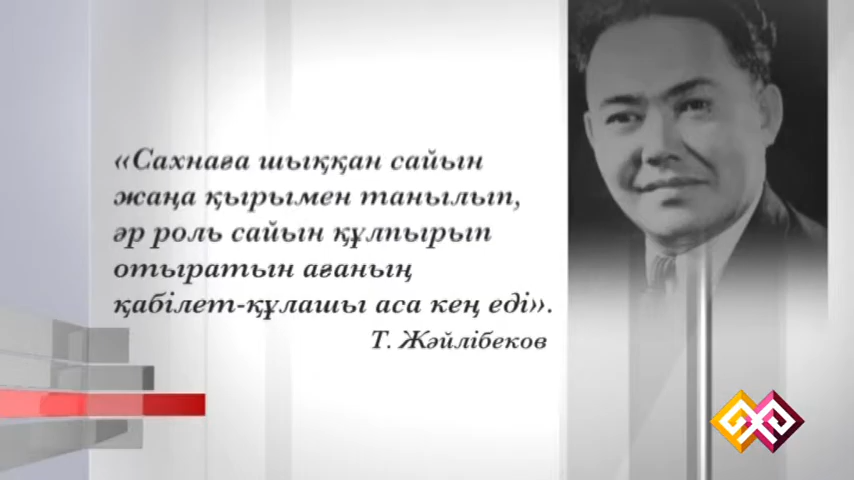 «Сахнаға шыққан сайын
жаңа қырымен танылып,
әр роль сайын құлпырып
отыратын ағаның
қабілет-құлашы аса кең еді».
Т. Жәйлібеков